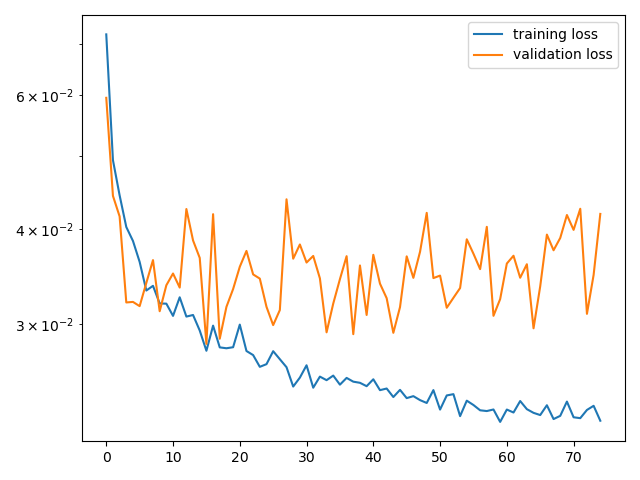 training loss
validation loss
6 × 10⁻²
4 × 10⁻²
3 × 10⁻²
0 10 20 30 40 50 60 70